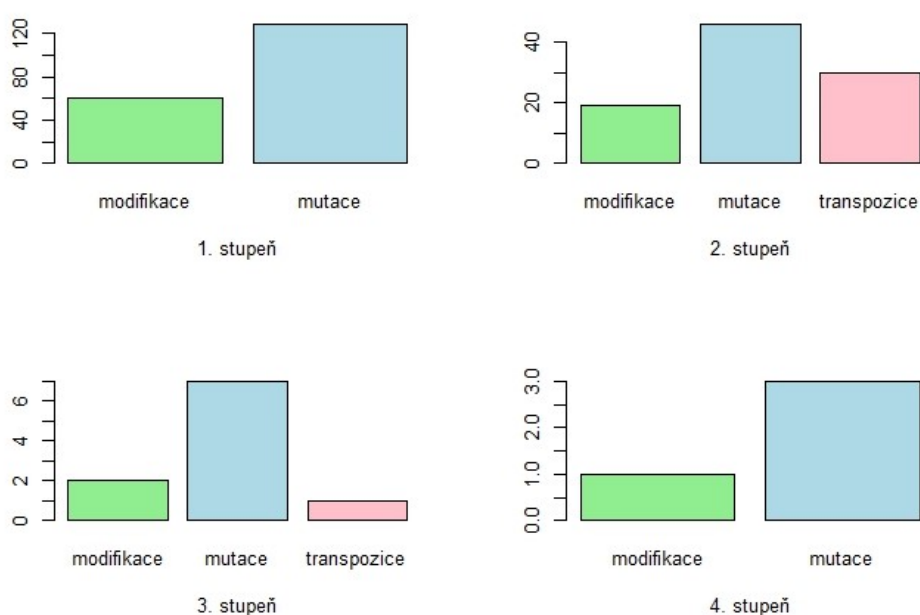 120
80
40
0
modifikace
mutace
1. stupeň
40
20
0
modifikace
mutace
transpozice
2. stupeň
6
4
2
0
modifikace
mutace
transpozice
3. stupeň
3.0
2.0
1.0
0.0
modifikace
mutace
4. stupeň